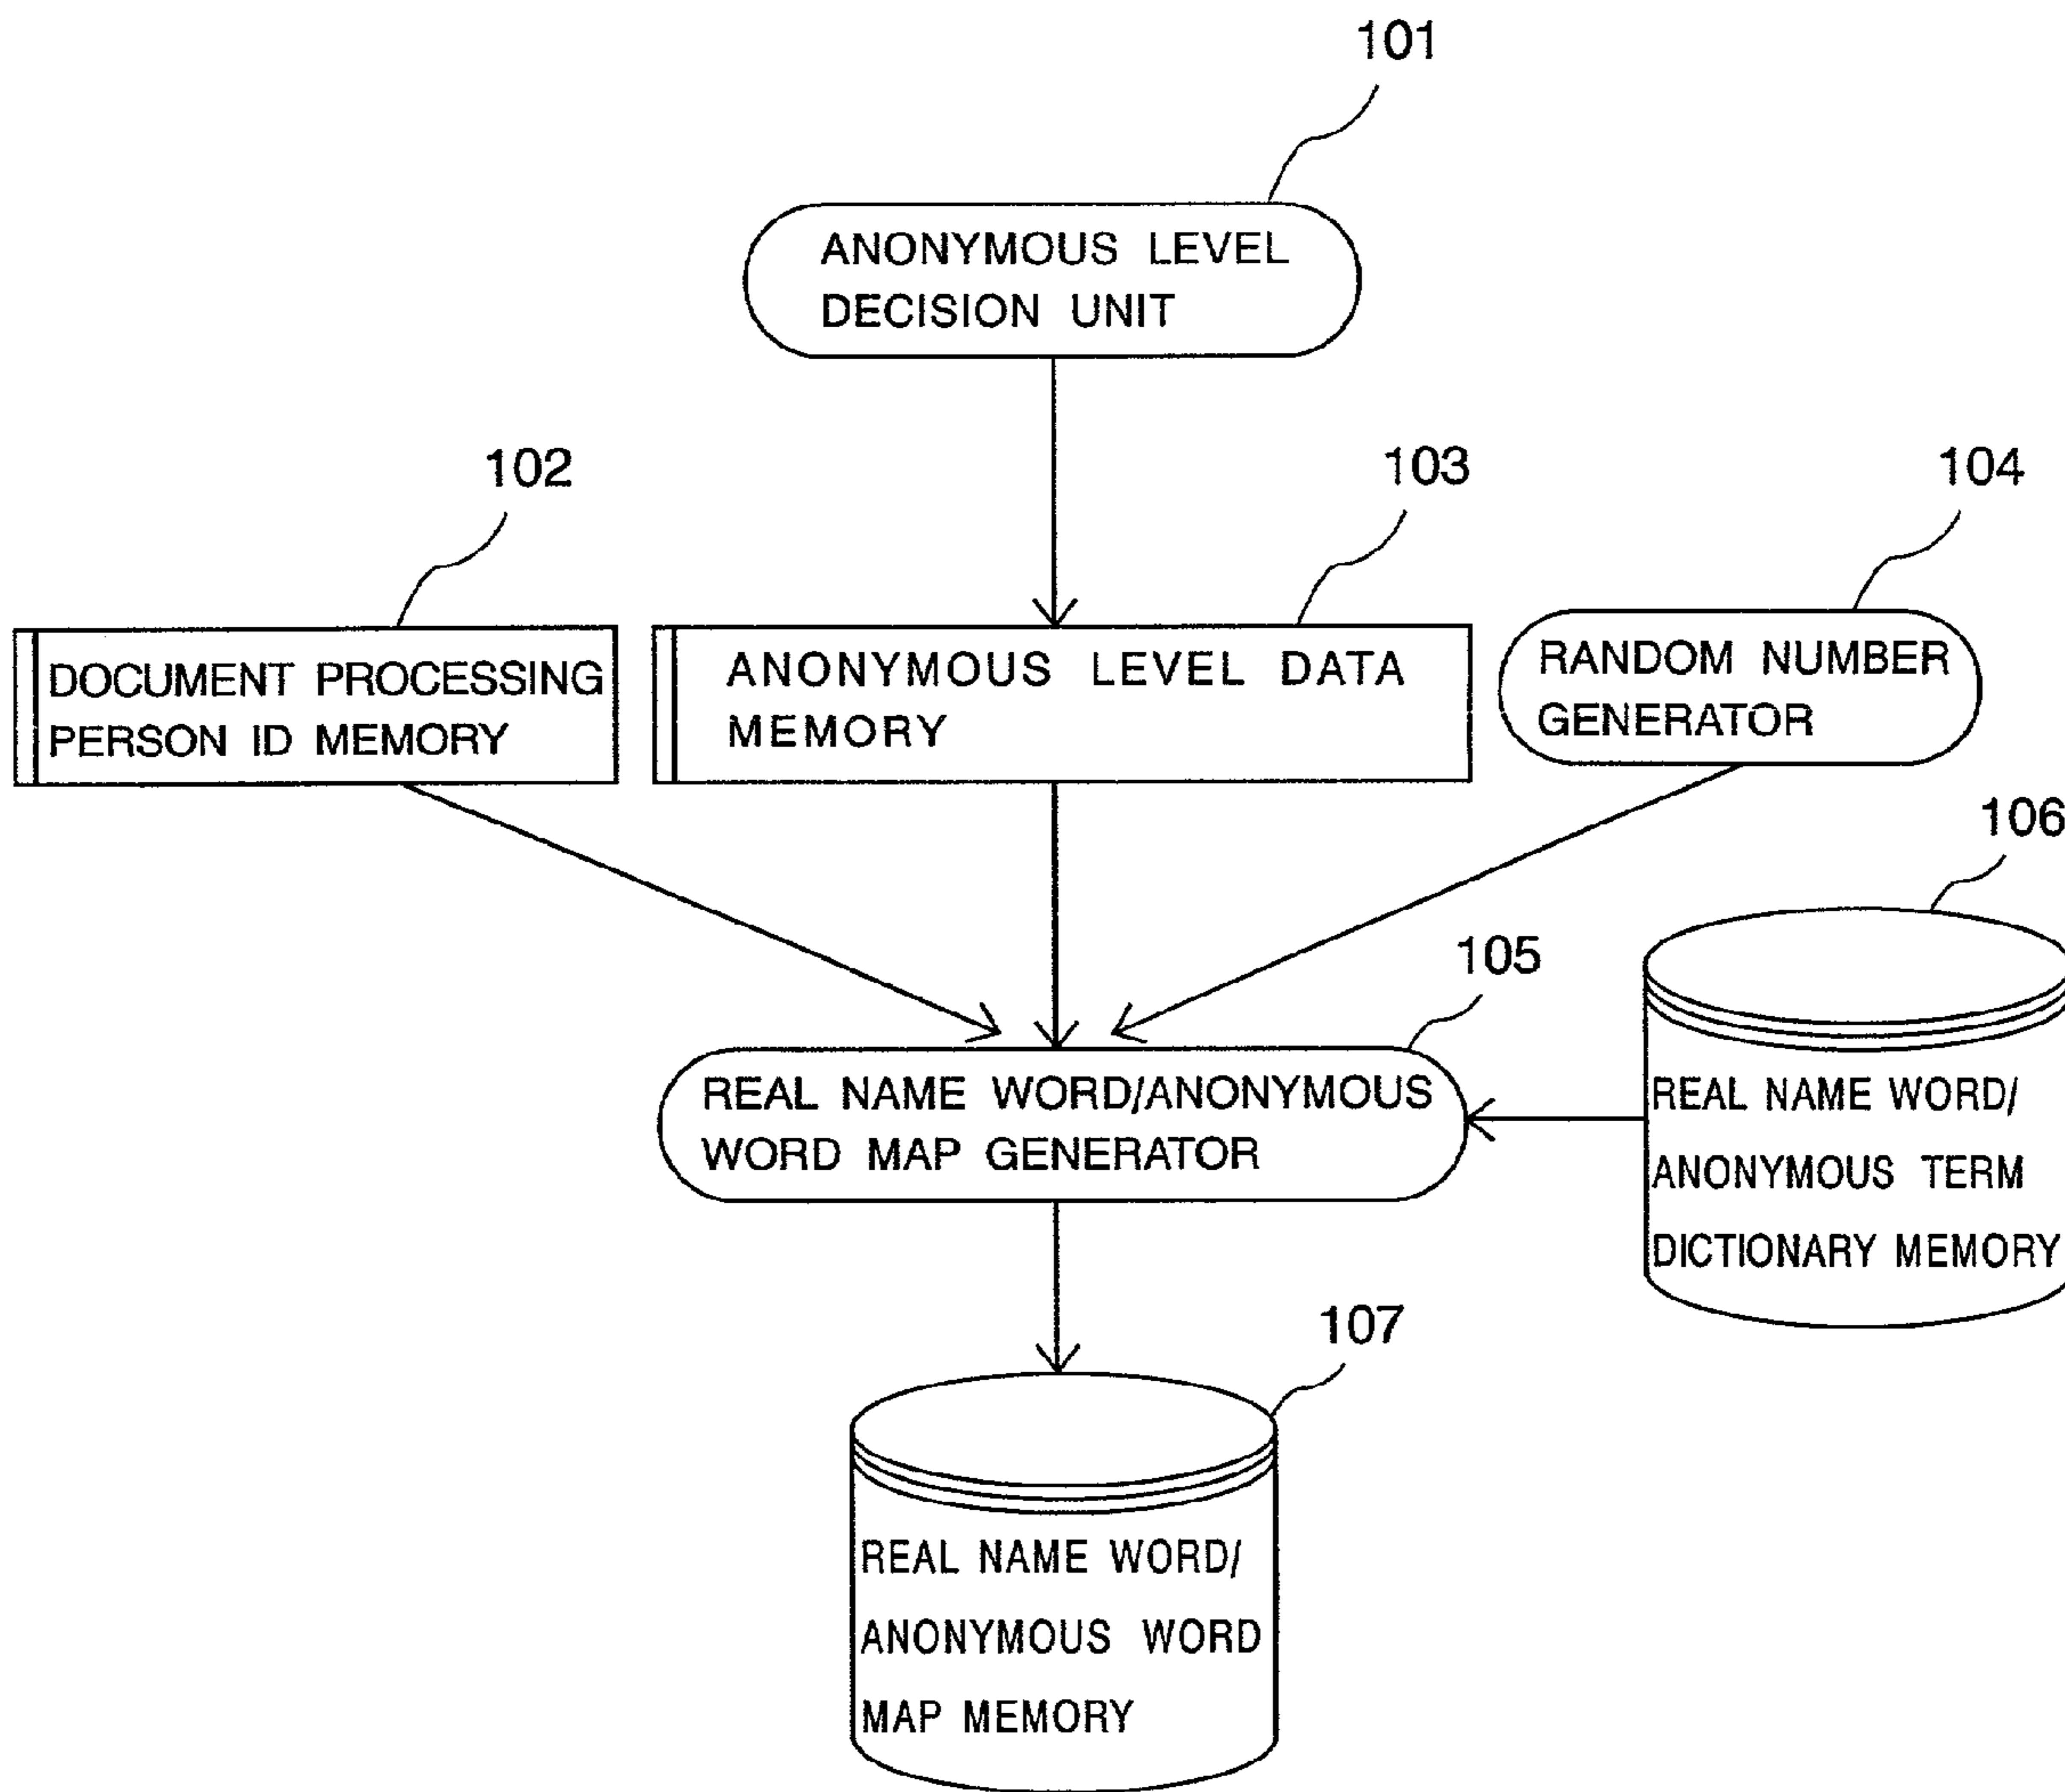 101
ANONYMOUS LEVEL
DECISION UNIT
102
103
104
DOCUMENT PROCESSING
PERSON ID MEMORY
ANONYMOUS LEVEL DATA
MEMORY
RANDOM NUMBER
GENERATOR
106
105
REAL NAME WORD/ANONYMOUS
WORD MAP GENERATOR
REAL NAME WORD/
ANONYMOUS TERM
DICTIONARY MEMORY
107
REAL NAME WORD/
ANONYMOUS WORD
MAP MEMORY